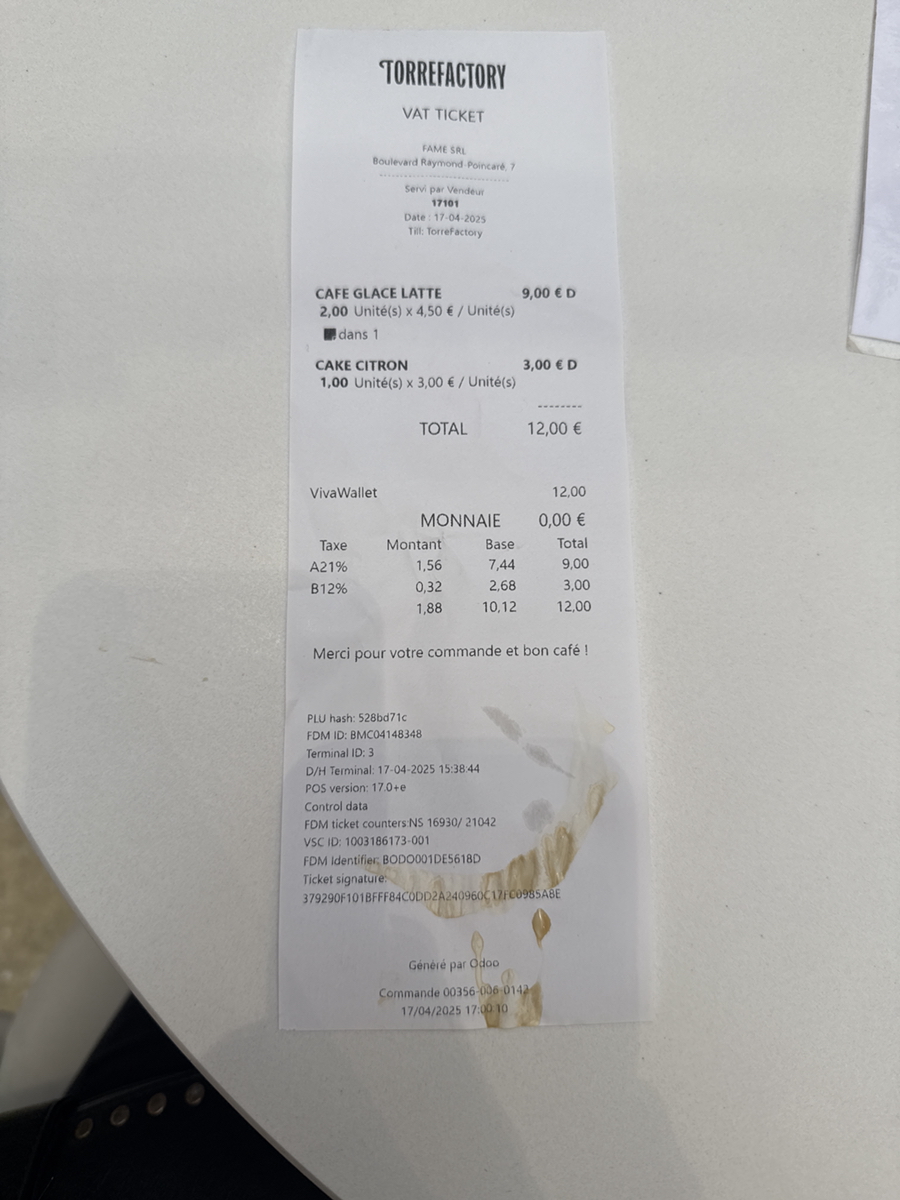 TORREFACTORY
VAT TICKET
FAME SRL
Boulevard Raymond-Poincaré, 7
--------------------------------
Servi par Vendeur
17101
Date : 17-04-2025
Till: TorreFactory
CAFE GLACE LATTE 9,00 € D
2,00 Unité(s) x 4,50 € / Unité(s)
dans 1
CAKE CITRON 3,00 € D
1,00 Unité(s) x 3,00 € / Unité(s)
--------
TOTAL 12,00 €
VivaWallet 12,00
MONNAIE 0,00 €
Taxe Montant Base Total
A21% 1,56 7,44 9,00
B12% 0,32 2,68 3,00
1,88 10,12 12,00
Merci pour votre commande et bon café !
PLU hash: 528bd71c
FDM ID: BMC04148348
Terminal ID: 3
D/H Terminal: 17-04-2025 15:38:44
POS version: 17.0+e
Control data
FDM ticket counters:NS 16930/ 21042
VSC ID: 1003186173-001
FDM Identifier: BODO001DE5618D
Ticket signature:
379290F101BFFF84C0DD2A240960C17FC0985ABE
Généré par Odoo
Commande 00356-006-0142
17/04/2025 17:00:10